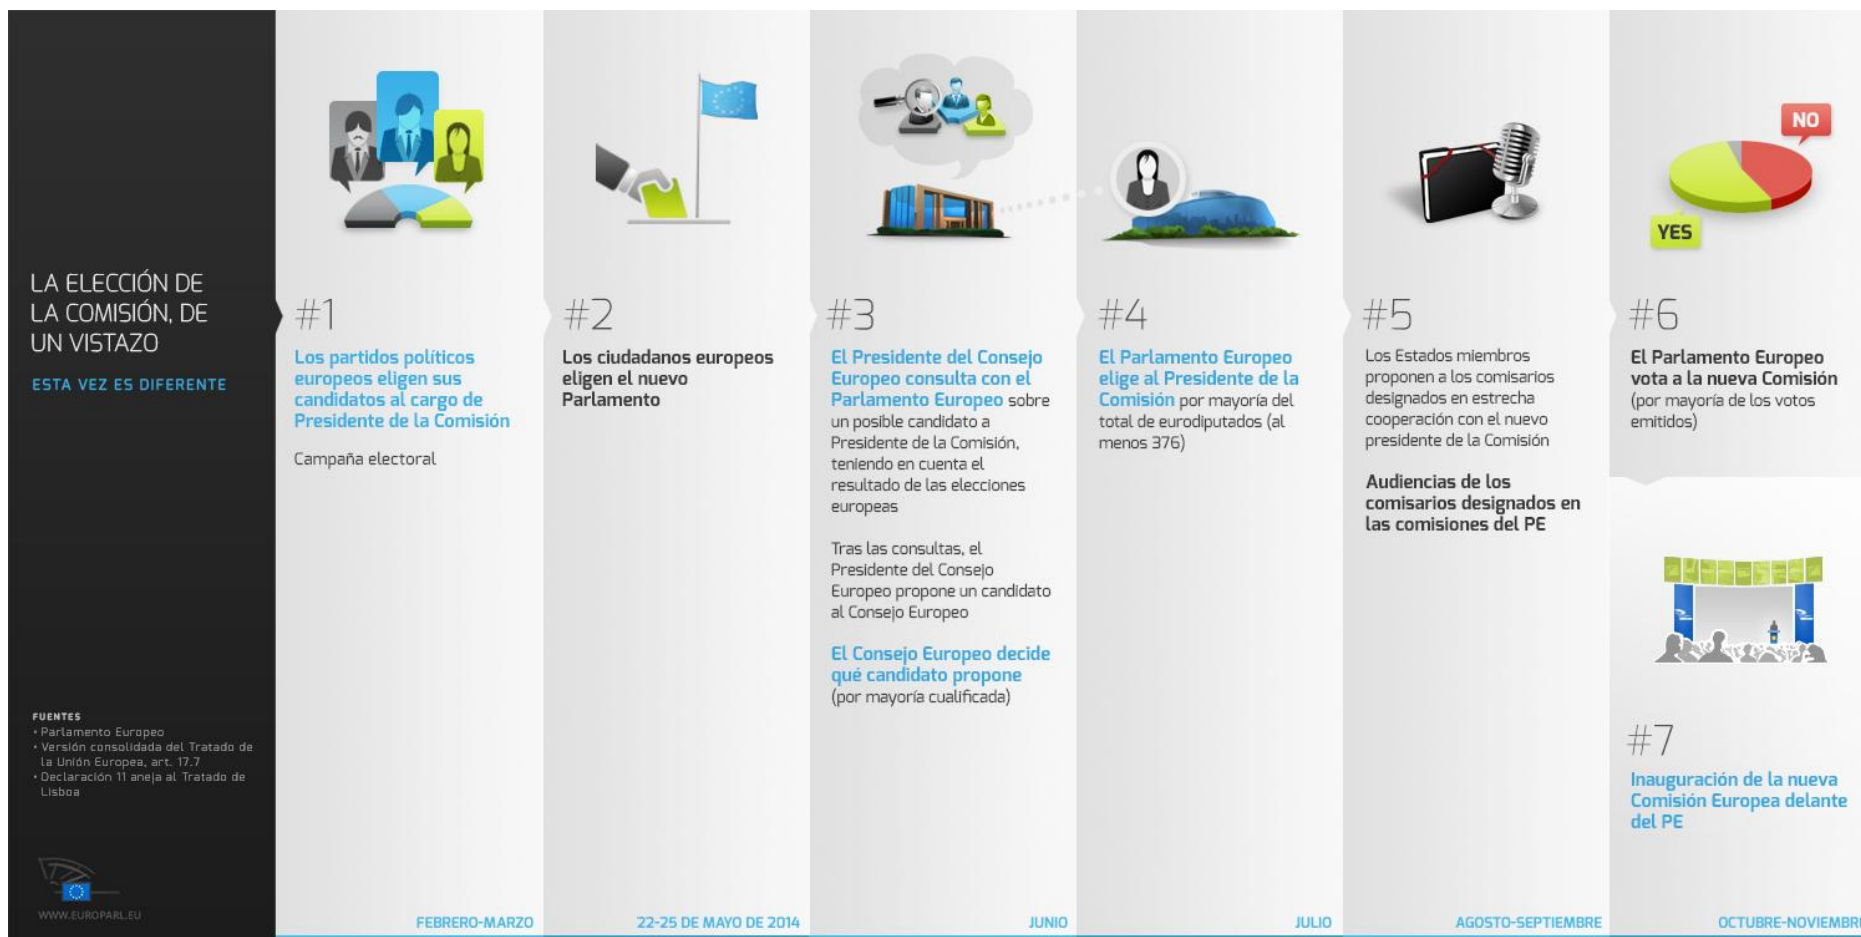 LA ELECCIÓN DE
LA COMISIÓN, DE
UN VISTAZO
ESTA VEZ ES DIFERENTE
FUENTES
• Parlamento Europeo
• Versión consolidada del Tratado de
la Unión Europea, art. 17.7
• Declaración 11 aneja al Tratado de
Lisboa
WWW.EUROPARL.EU
#1
Los partidos políticos
europeos eligen sus
candidatos al cargo de
Presidente de la Comisión
Campaña electoral
FEBRERO-MARZO
#2
Los ciudadanos europeos
eligen el nuevo
Parlamento
22-25 DE MAYO DE 2014
#3
El Presidente del Consejo
Europeo consulta con el
Parlamento Europeo sobre
un posible candidato a
Presidente de la Comisión,
teniendo en cuenta el
resultado de las elecciones
europeas
Tras las consultas, el
Presidente del Consejo
Europeo propone un candidato
al Consejo Europeo
El Consejo Europeo decide
qué candidato propone
(por mayoría cualificada)
JUNIO
#4
El Parlamento Europeo
elige al Presidente de la
Comisión por mayoría del
total de eurodiputados (al
menos 376)
JULIO
#5
Los Estados miembros
proponen a los comisarios
designados en estrecha
cooperación con el nuevo
presidente de la Comisión
Audiencias de los
comisarios designados en
las comisiones del PE
AGOSTO-SEPTIEMBRE
NO
YES
#6
El Parlamento Europeo
vota a la nueva Comisión
(por mayoría de los votos
emitidos)
#7
Inauguración de la nueva
Comisión Europea delante
del PE
OCTUBRE-NOVIEMBRE